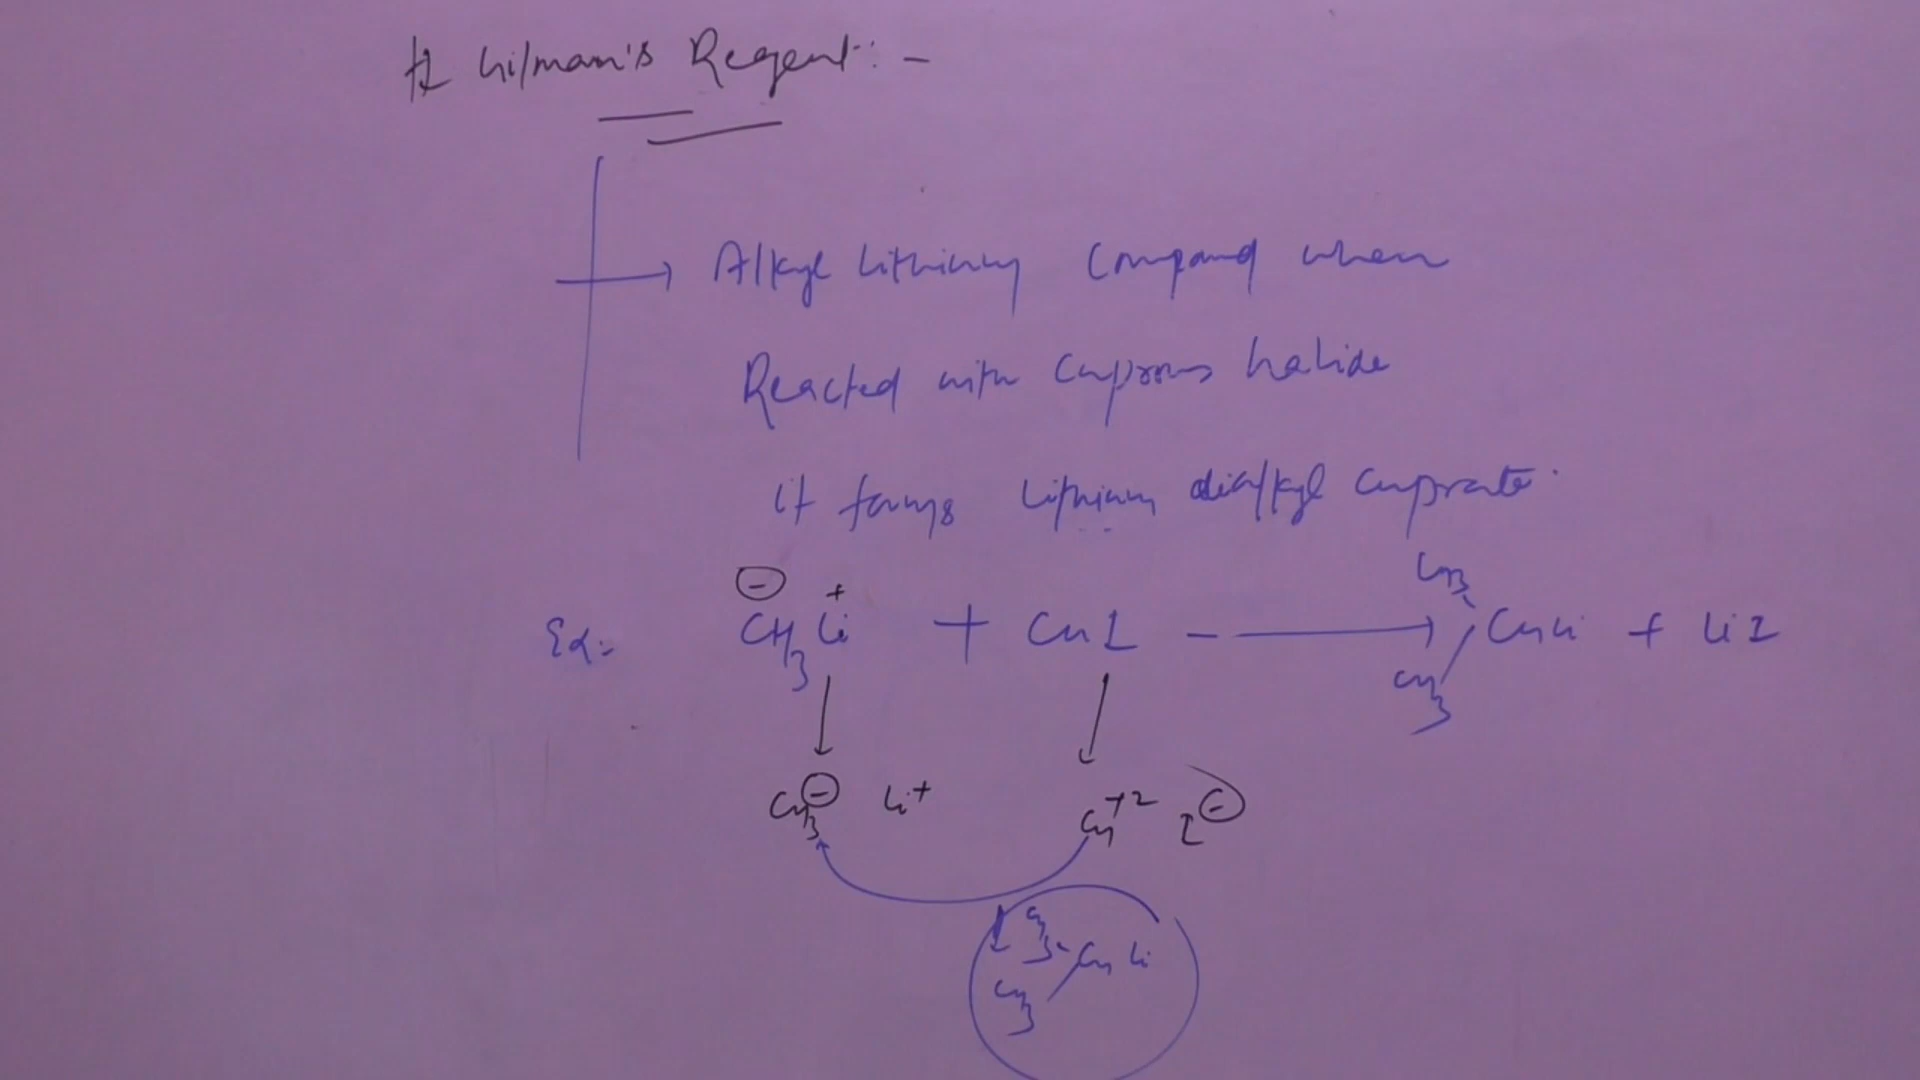 # Gilman's Reagent: -
→ Alkyl Lithium Compound when
Reacted with Cuprous halide
it forms Lithium dialkyl cuprate.
⊖ +
Ex:- CH3Li + CuI -→ CH3 CH3 CuLi + LiI
CH3⊖ Li+ Cu+2 I⊖
CH3
CuLi
CH3